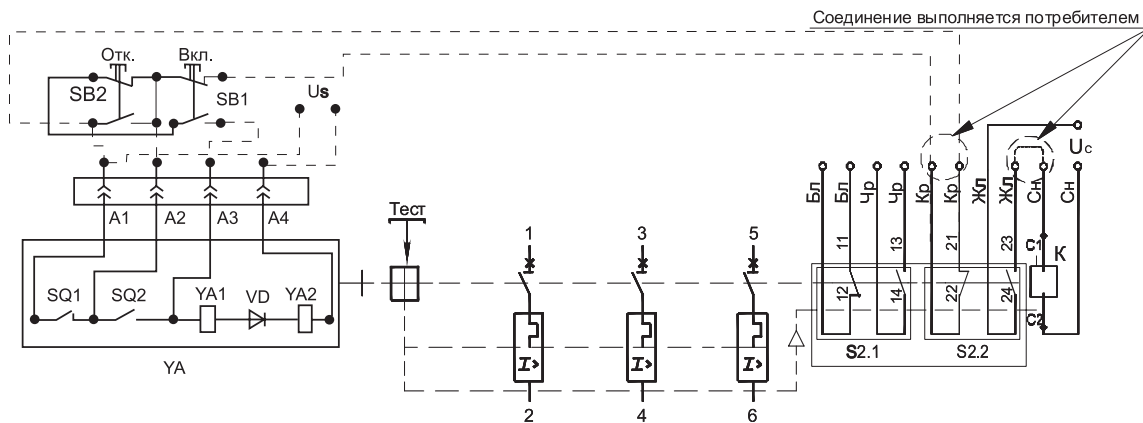 Соединение выполняется потребителем
Откл.
Вкл.
SB2
SB1
Us
Uc
A1
A2
A3
A4
Тест
1
3
5
Бл
Бл
Чр
Чр
Кр
Кр
Жл
Жл
Сн
Сн
11
13
21
23
C1
К
SQ1
SQ2
YA1
VD
YA2
12
14
22
24
C2
I>
I>
I>
S2.1
S2.2
YA
2
4
6